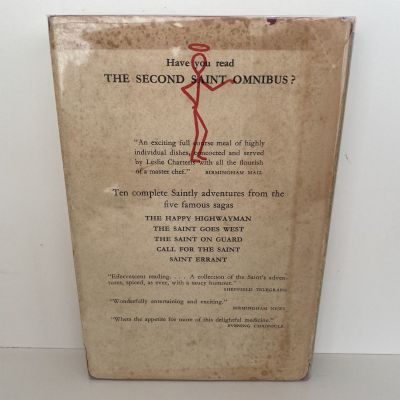 Have you read
THE SECOND SAINT OMNIBUS?
"An exciting full course meal of highly
individual dishes, concocted and served
by Leslie Charteris with all the flourish
of a master chef." BIRMINGHAM MAIL
Ten complete Saintly adventures from the
five famous sagas
THE HAPPY HIGHWAYMAN
THE SAINT GOES WEST
THE SAINT ON GUARD
CALL FOR THE SAINT
SAINT ERRANT
"Effervescent reading. . . . A collection of the Saint's adven-
tures, spiced, as ever, with a saucy humour."
SHEFFIELD TELEGRAPH
"Wonderfully entertaining and exciting."
BIRMINGHAM NEWS
"Whets the appetite for more of this delightful medicine."
EVENING CHRONICLE